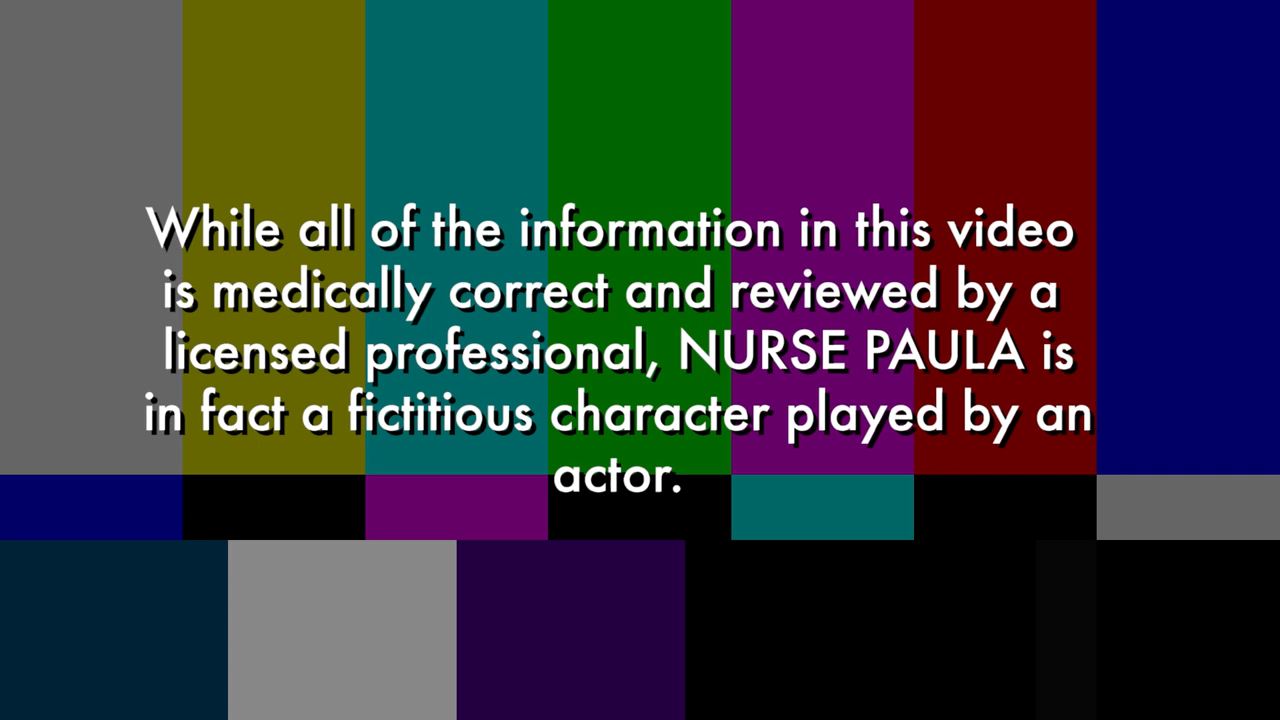 While all of the information in this video
is medically correct and reviewed by a
licensed professional, NURSE PAULA is
in fact a fictitious character played by an
actor.